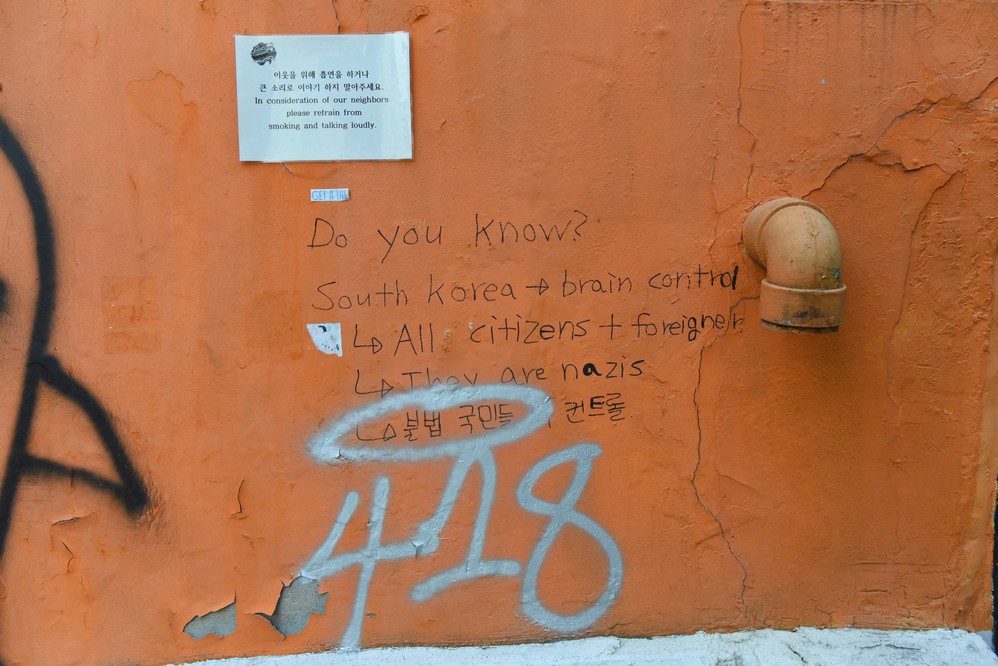 이웃을 위해 흡연을 하거나
큰 소리로 이야기 하지 말아주세요.
In consideration of our neighbors
please refrain from
smoking and talking loudly.
GET A LIFE
Do you know?
South korea → brain control
↳ All citizens + foreigner
↳ They are nazis
↳ 불법 국민들 컨트롤
418